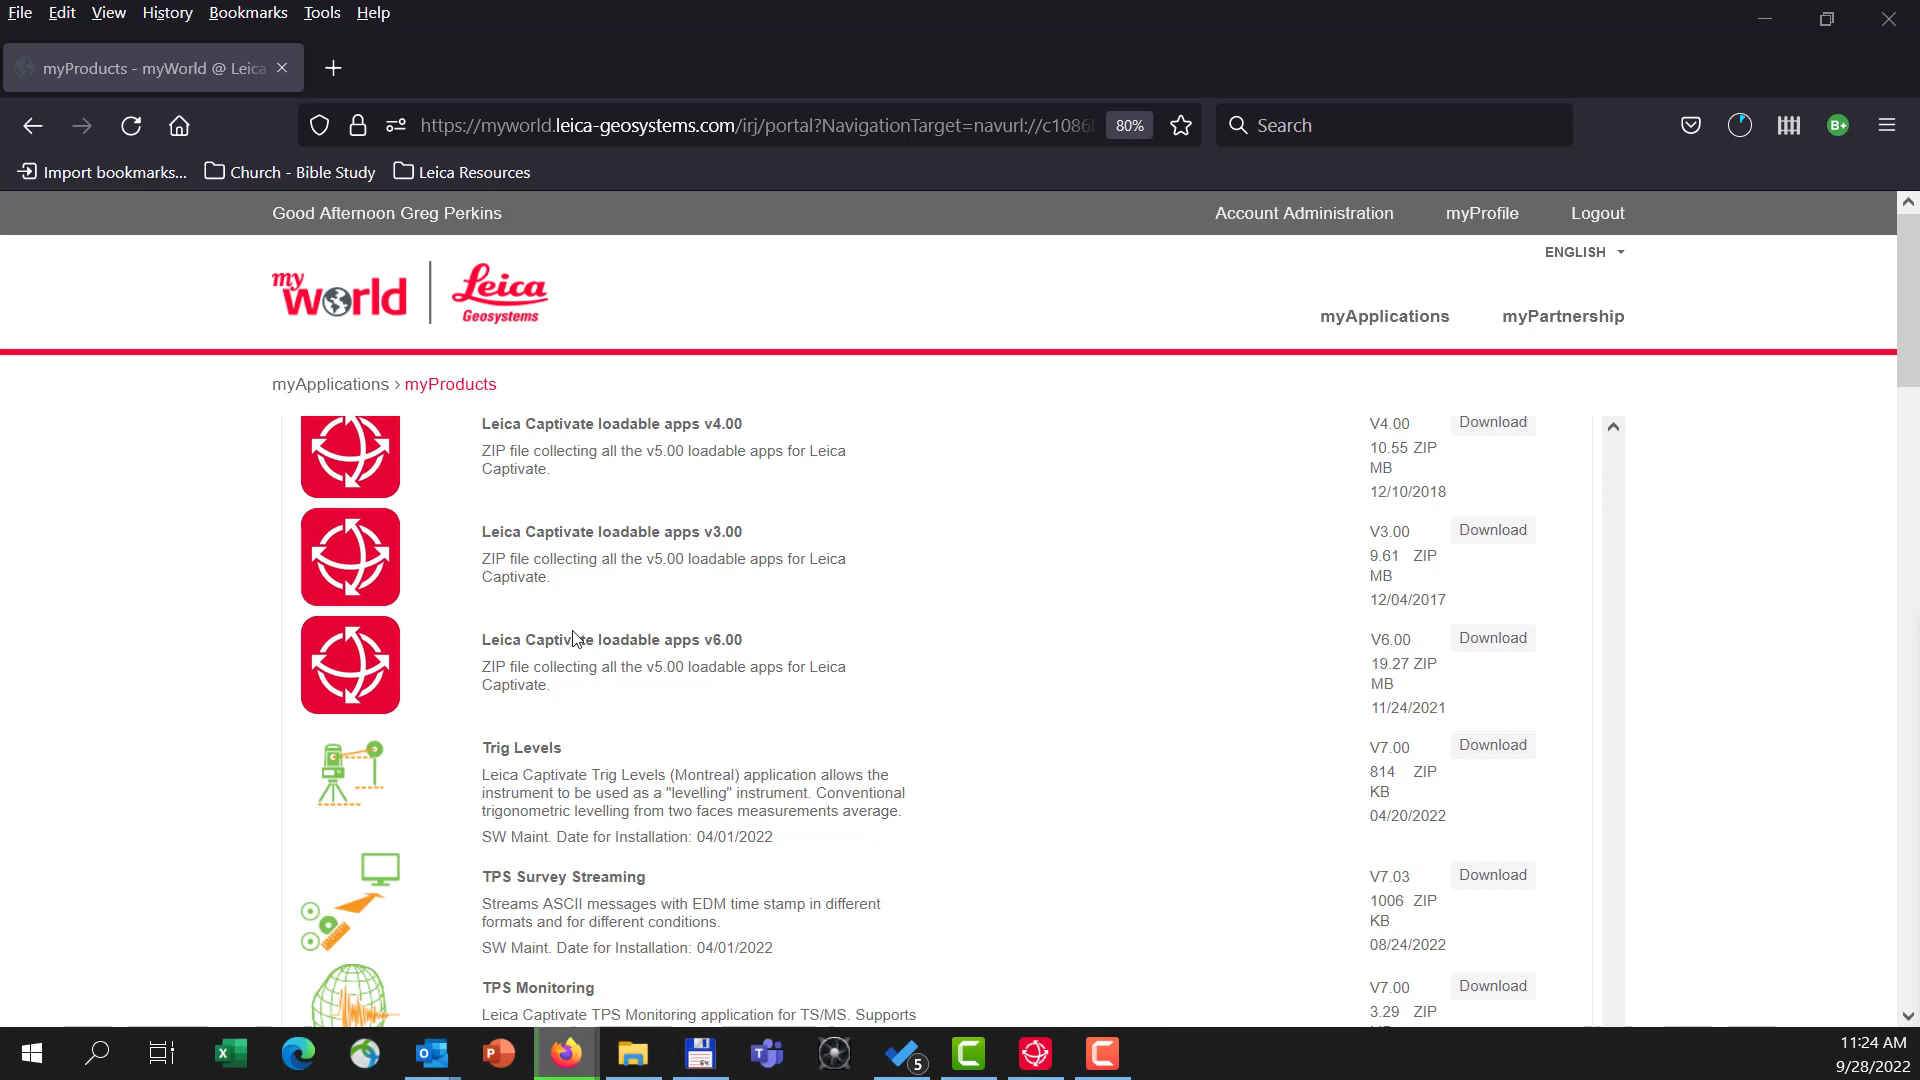 File Edit View History Bookmarks Tools Help
myProducts - myWorld @ Leica
https://myworld.leica-geosystems.com/irj/portal?NavigationTarget=navurl://c1086 80% Search
B+
Import bookmarks... Church - Bible Study Leica Resources
Good Afternoon Greg Perkins Account Administration myProfile Logout
ENGLISH
my world Leica Geosystems
myApplications myPartnership
myApplications › myProducts
Leica Captivate loadable apps v4.00 V4.00 Download
ZIP file collecting all the v5.00 loadable apps for Leica 10.55 ZIP
Captivate. MB
12/10/2018
Leica Captivate loadable apps v3.00 V3.00 Download
ZIP file collecting all the v5.00 loadable apps for Leica 9.61 ZIP
Captivate. MB
12/04/2017
Leica Captivate loadable apps v6.00 V6.00 Download
ZIP file collecting all the v5.00 loadable apps for Leica 19.27 ZIP
Captivate. MB
11/24/2021
Trig Levels V7.00 Download
Leica Captivate Trig Levels (Montreal) application allows the 814 ZIP
instrument to be used as a "levelling" instrument. Conventional KB
trigonometric levelling from two faces measurements average. 04/20/2022
SW Maint. Date for Installation: 04/01/2022
TPS Survey Streaming V7.03 Download
Streams ASCII messages with EDM time stamp in different 1006 ZIP
formats and for different conditions. KB
SW Maint. Date for Installation: 04/01/2022 08/24/2022
TPS Monitoring V7.00 Download
Leica Captivate TPS Monitoring application for TS/MS. Supports 3.29 ZIP
5
11:24 AM
9/28/2022